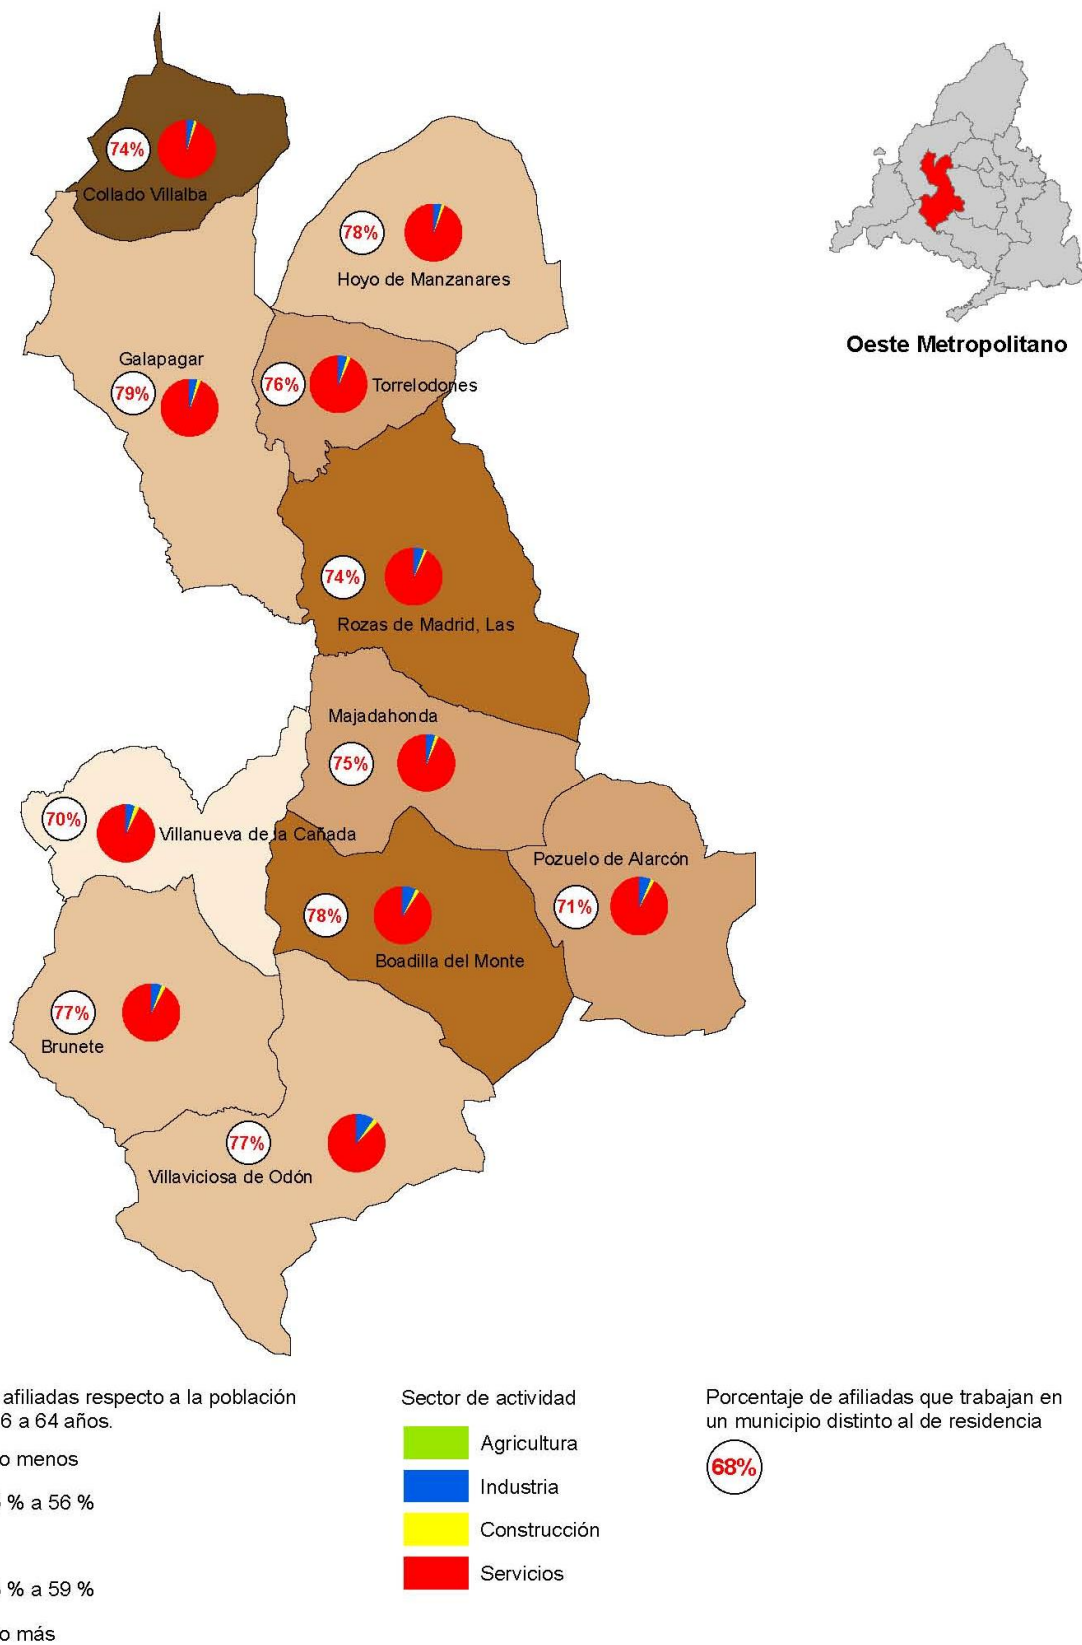 74%
Collado Villalba
78%
Hoyo de Manzanares
Oeste Metropolitano
Galapagar
79%
76%
Torrelodones
74%
Rozas de Madrid, Las
Majadahonda
75%
70%
Villanueva de la Cañada
Pozuelo de Alarcón
71%
78%
Boadilla del Monte
77%
Brunete
77%
Villaviciosa de Odón
afiliadas respecto a la población
6 a 64 años.
o menos
% a 56 %
% a 59 %
o más
Sector de actividad
Agricultura
Industria
Construcción
Servicios
Porcentaje de afiliadas que trabajan en
un municipio distinto al de residencia
68%